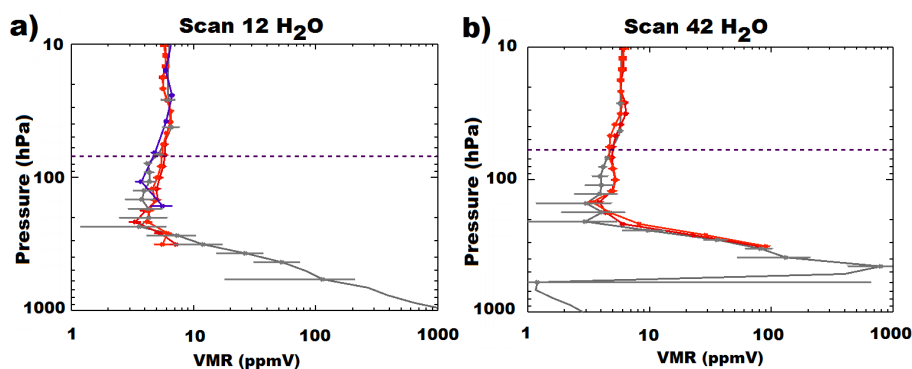 a) Scan 12 H2O
10
100
1000
Pressure (hPa)
1 10 100 1000
VMR (ppmV)
b) Scan 42 H2O
10
100
1000
Pressure (hPa)
1 10 100 1000
VMR (ppmV)